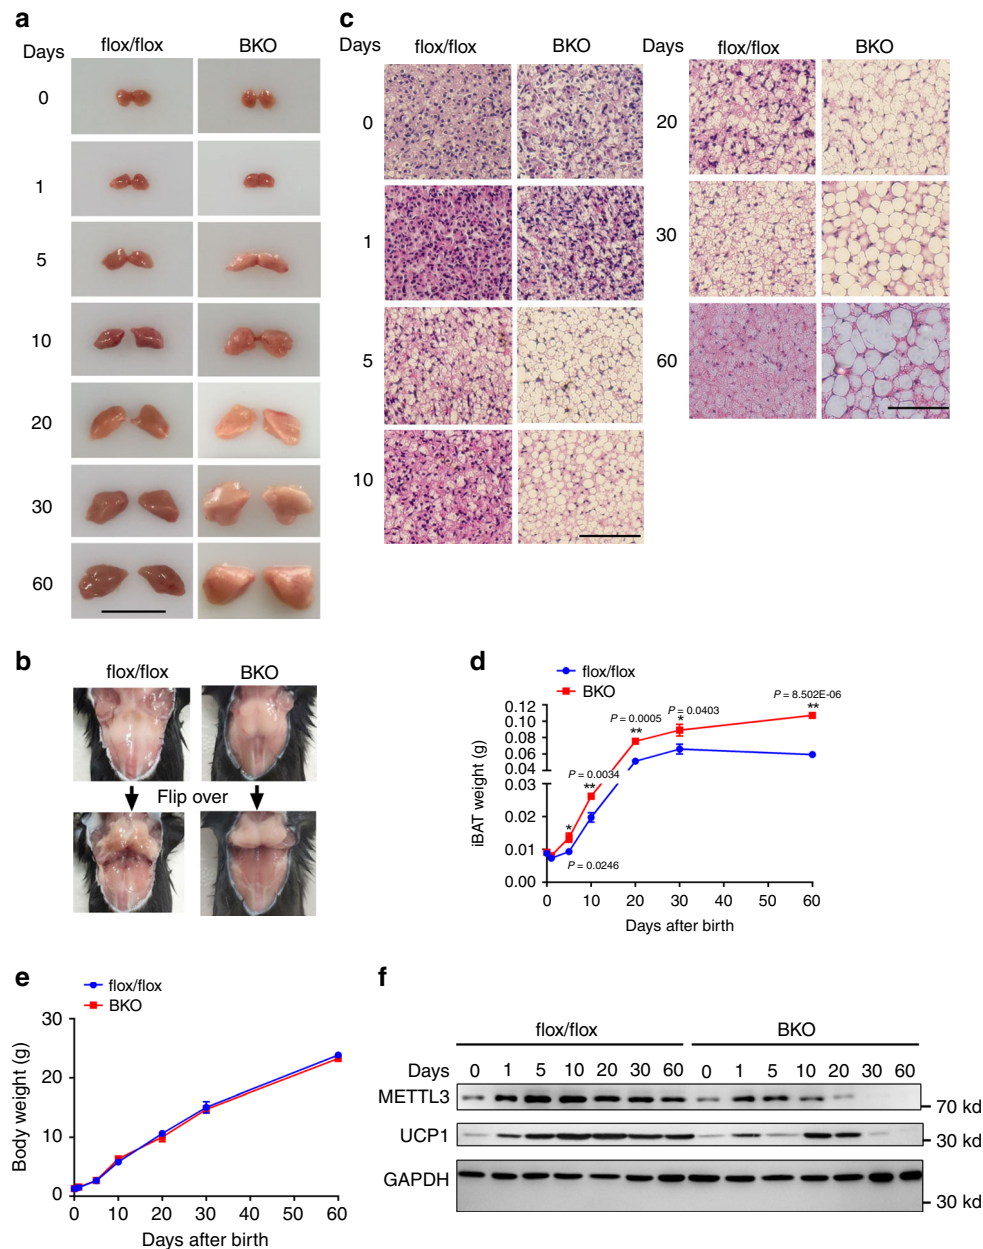 a
Days flox/flox BKO
0
1
5
10
20
30
60
b
flox/flox BKO
Flip over
c
Days flox/flox BKO
0
1
5
10
Days flox/flox BKO
20
30
60
d
flox/flox
BKO
iBAT weight (g)
0.12
0.10
0.08
0.06
0.04
0.03
0.02
0.01
0.00
P = 8.502E-06
**
P = 0.0005
**
P = 0.0403
*
P = 0.0034
**
*
P = 0.0246
0 10 20 30 40 50 60
Days after birth
e
flox/flox
BKO
Body weight (g)
30
20
10
0
0 10 20 30 40 50 60
Days after birth
f
flox/flox BKO
Days 0 1 5 10 20 30 60 0 1 5 10 20 30 60
METTL3 70 kd
UCP1 30 kd
GAPDH
30 kd